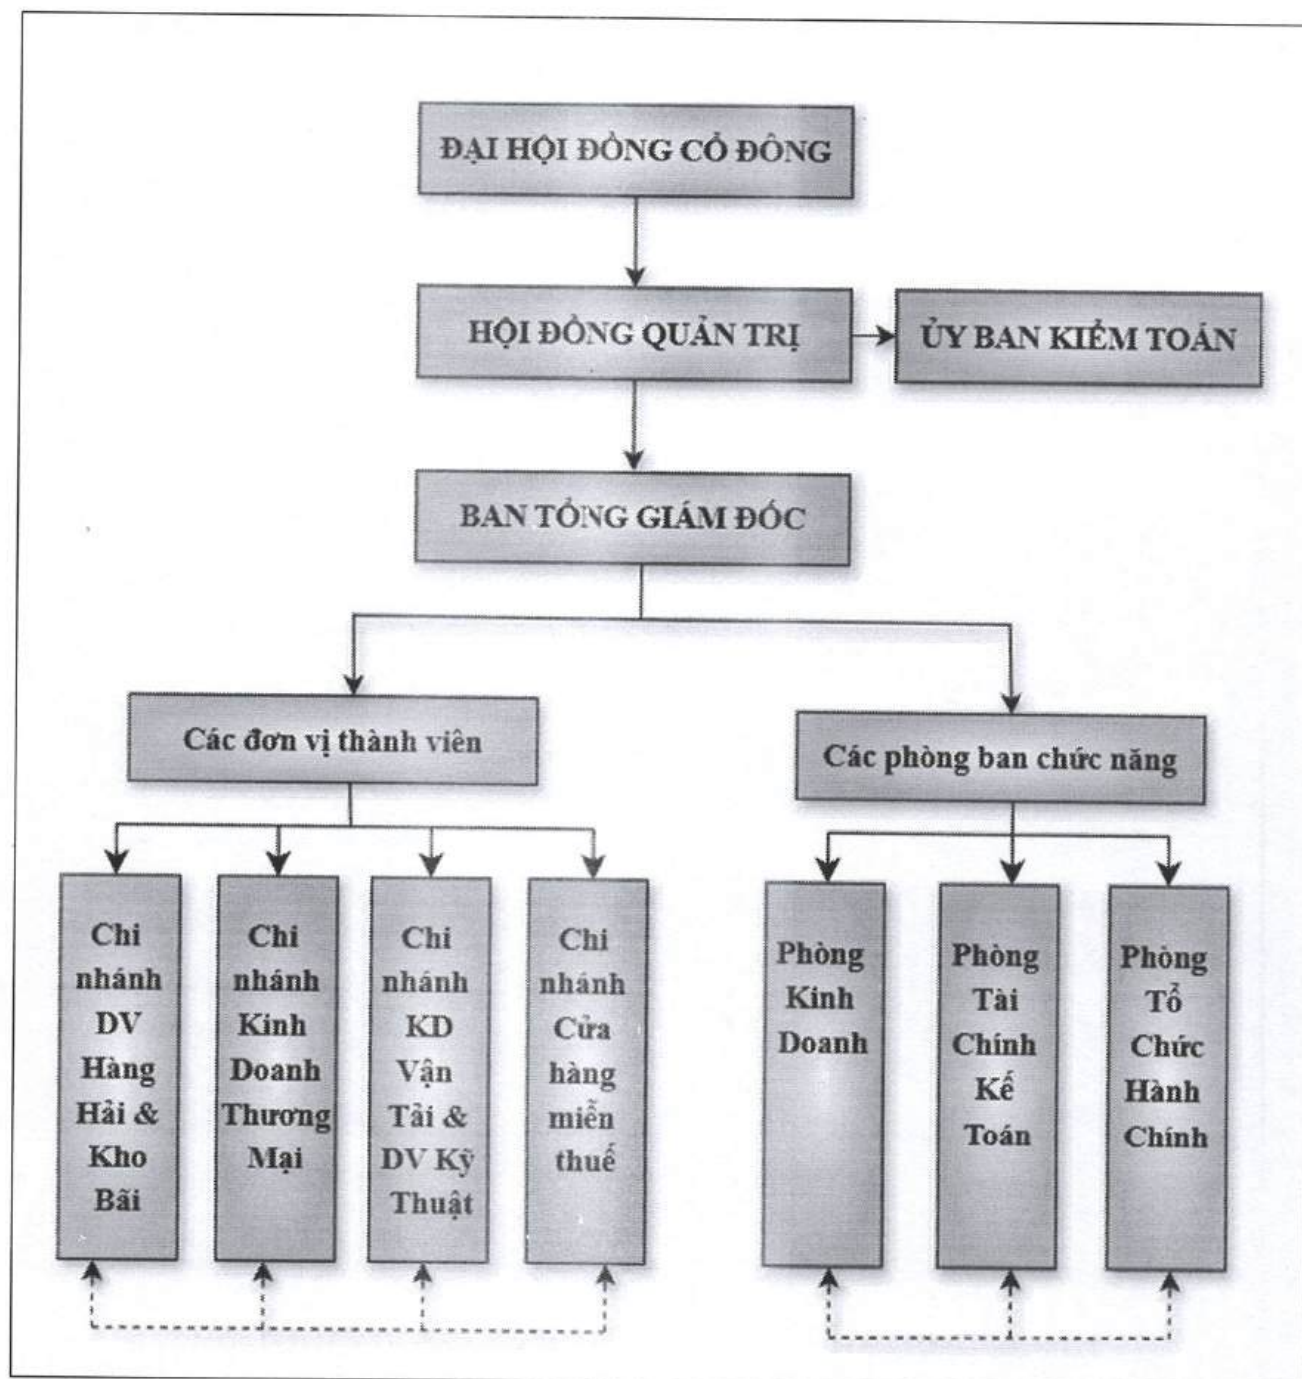 ĐẠI HỘI ĐỒNG CỔ ĐÔNG
HỘI ĐỒNG QUẢN TRỊ
ỦY BAN KIỂM TOÁN
BAN TỔNG GIÁM ĐỐC
Các đơn vị thành viên
Các phòng ban chức năng
Chi
nhánh
DV
Hàng
Hải &
Kho
Bãi
Chi
nhánh
Kinh
Doanh
Thương
Mại
Chi
nhánh
KD
Vận
Tải &
DV Kỹ
Thuật
Chi
nhánh
Cửa
hàng
miễn
thuế
Phòng
Kinh
Doanh
Phòng
Tài
Chính
Kế
Toán
Phòng
Tổ
Chức
Hành
Chính